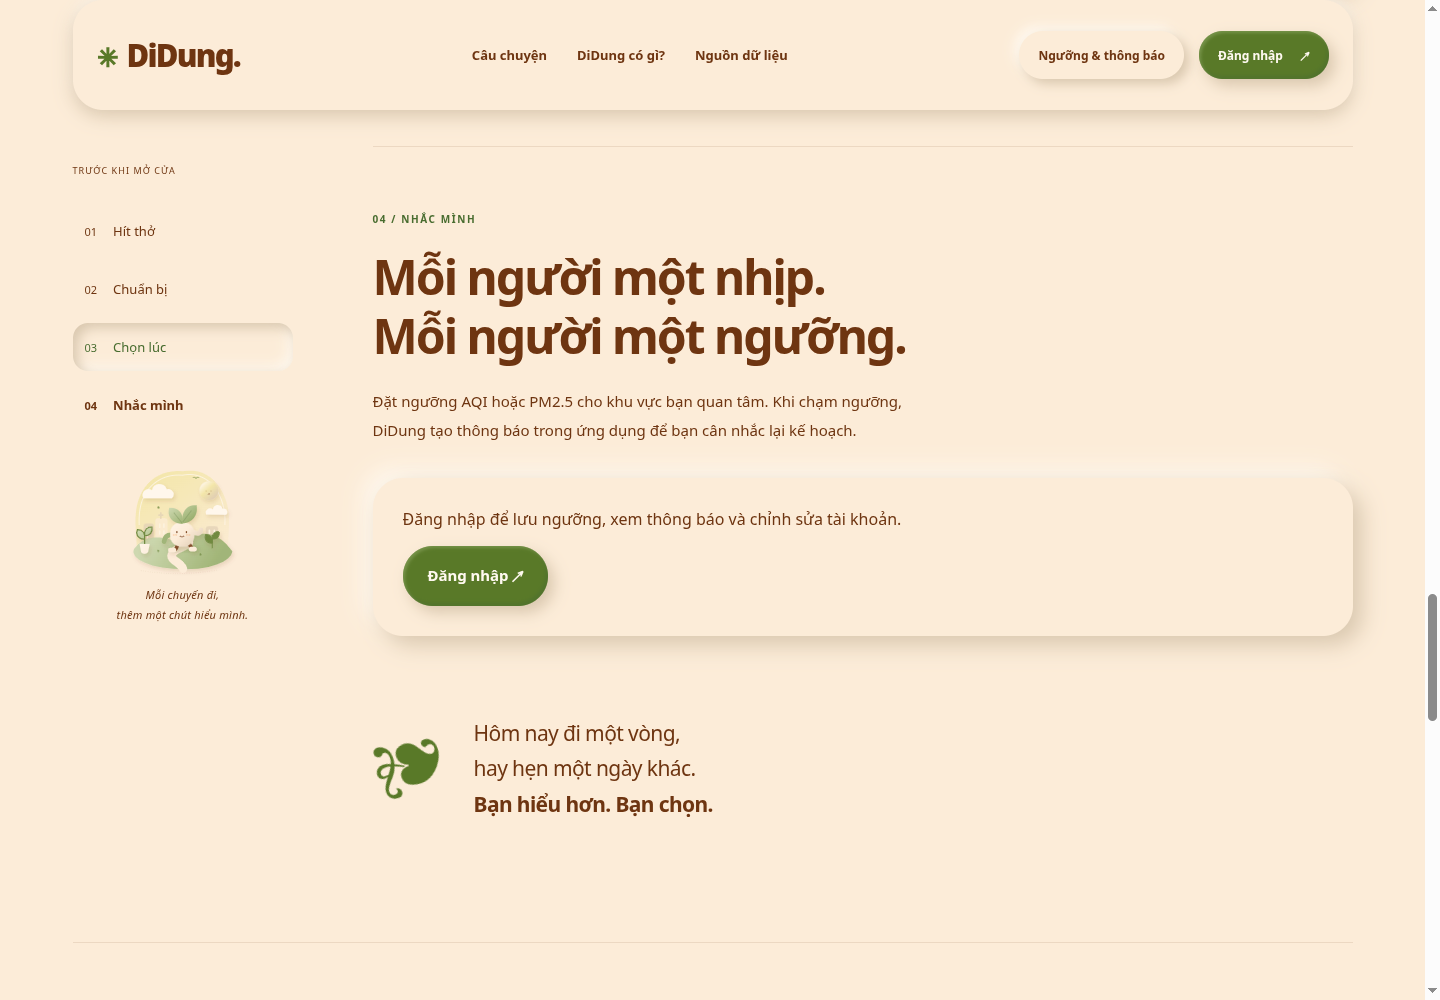 DiDung.
Câu chuyện
DiDung có gì?
Nguồn dữ liệu
Ngưỡng & thông báo
Đăng nhập ↗
TRƯỚC KHI MỞ CỬA
01 Hít thở
02 Chuẩn bị
03 Chọn lúc
04 Nhắc mình
Mỗi chuyến đi,
thêm một chút hiểu mình.
04 / NHẮC MÌNH
Mỗi người một nhịp.
Mỗi người một ngưỡng.
Đặt ngưỡng AQI hoặc PM2.5 cho khu vực bạn quan tâm. Khi chạm ngưỡng,
DiDung tạo thông báo trong ứng dụng để bạn cân nhắc lại kế hoạch.
Đăng nhập để lưu ngưỡng, xem thông báo và chỉnh sửa tài khoản.
Đăng nhập ↗
Hôm nay đi một vòng,
hay hẹn một ngày khác.
Bạn hiểu hơn. Bạn chọn.